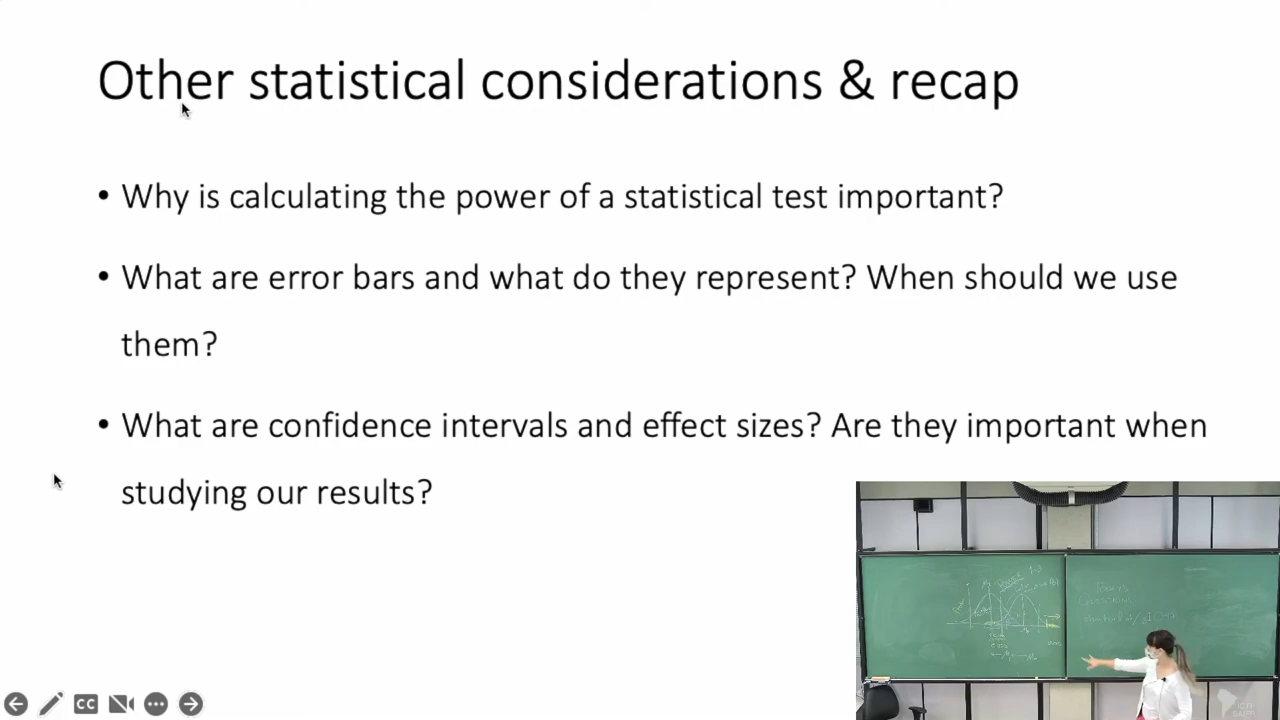 Other statistical considerations & recap
• Why is calculating the power of a statistical test important?
• What are error bars and what do they represent? When should we use
them?
• What are confidence intervals and effect sizes? Are they important when
studying our results?
CC